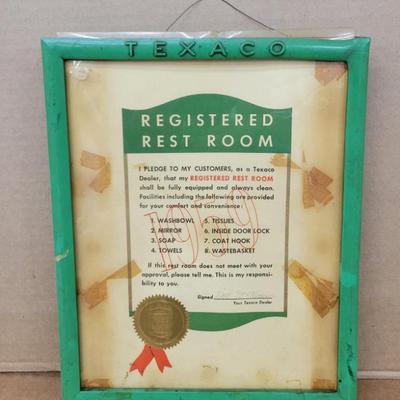 TEXACO
REGISTERED
REST ROOM
I PLEDGE TO MY CUSTOMERS, as a Texaco
Dealer, that my REGISTERED REST ROOM
shall be fully equipped and always clean.
Facilities including the following are provided
for your comfort and convenience:
1969
1. WASHBOWL 5. TISSUES
2. MIRROR 6. INSIDE DOOR LOCK
3. SOAP 7. COAT HOOK
4. TOWELS 8. WASTEBASKET
If this rest room does not meet with your
approval, please tell me. This is my responsi-
bility to you.
Signed
Your Texaco Dealer